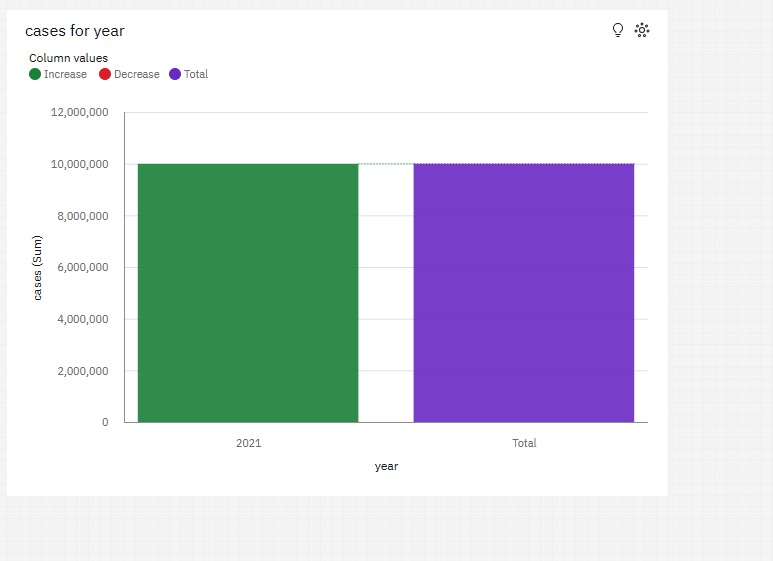 cases for year
Column values
Increase Decrease Total
12,000,000
10,000,000
8,000,000
6,000,000
4,000,000
2,000,000
0
cases (Sum)
2021 Total
year